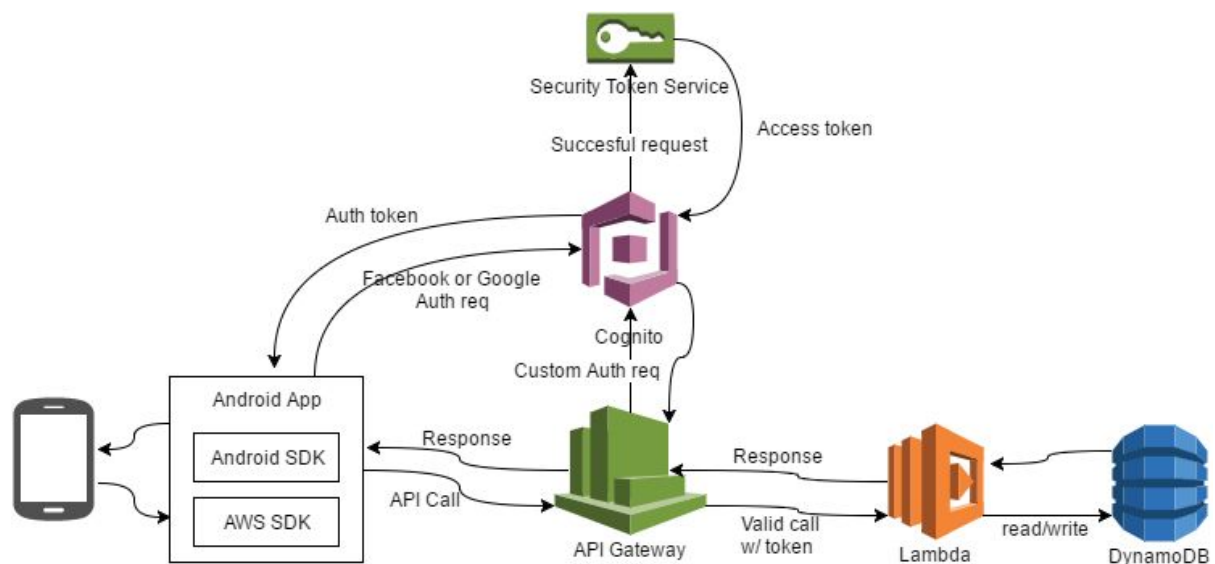 Security Token Service
Succesful request
Access token
Auth token
Facebook or Google
Auth req
Cognito
Custom Auth req
Android App
Android SDK
AWS SDK
Response
API Call
API Gateway
Response
Valid call
w/ token
Lambda
read/write
DynamoDB